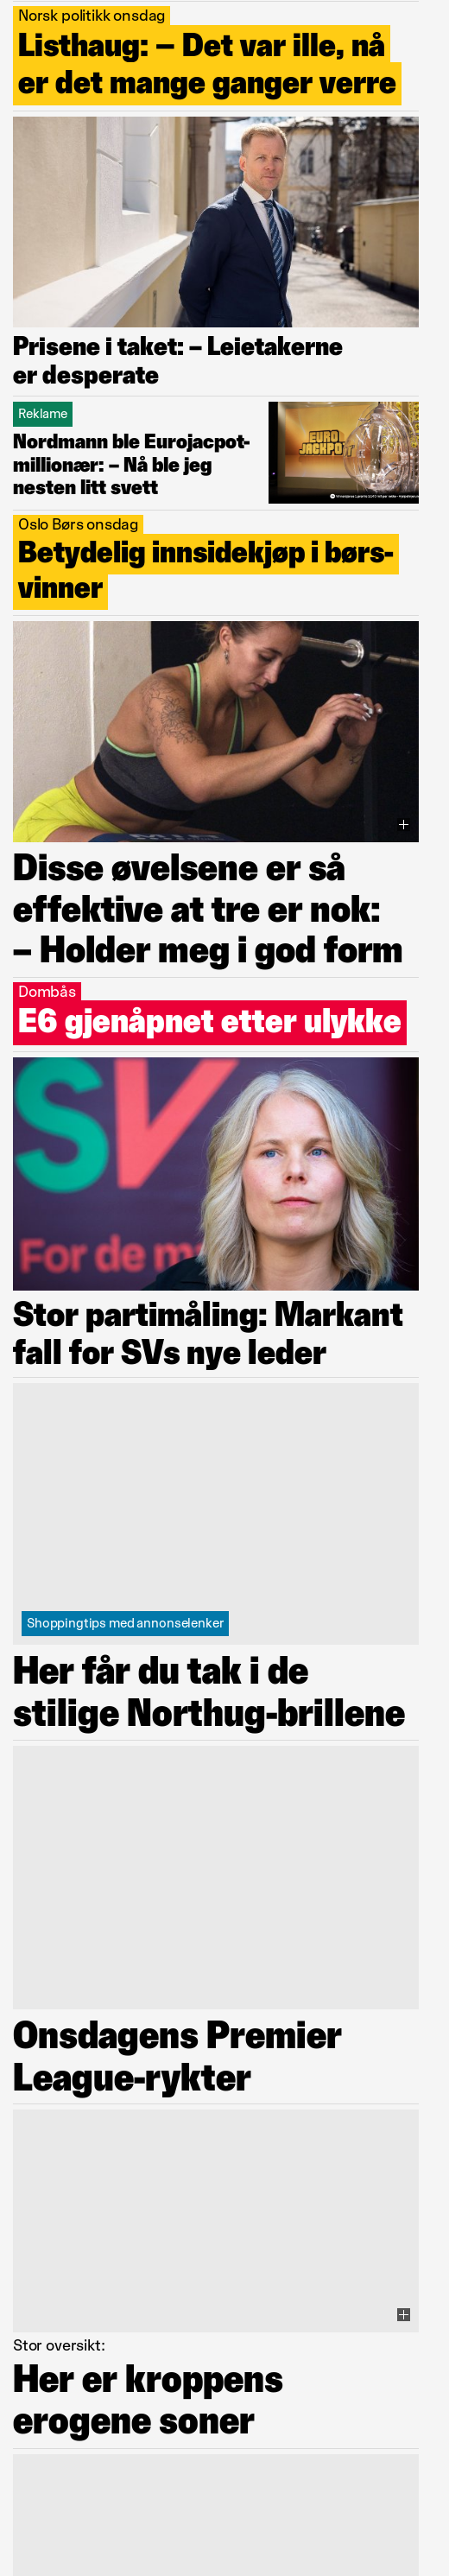 Norsk politikk onsdag
Listhaug: – Det var ille, nå
er det mange ganger verre
Prisene i taket: – Leietakerne
er desperate
Reklame
Nordmann ble Eurojackpot-
millionær: – Nå ble jeg
nesten litt svett
EURO
JACKPOT
Oslo Børs onsdag
Betydelig innsidekjøp i børs-
vinner
Disse øvelsene er så
effektive at tre er nok:
– Holder meg i god form
Dombås
E6 gjenåpnet etter ulykke
SV
For de m
Stor partimåling: Markant
fall for SVs nye leder
Shoppingtips med annonselenker
Her får du tak i de
stilige Northug-brillene
Onsdagens Premier
League-rykter
Stor oversikt:
Her er kroppens
erogene soner